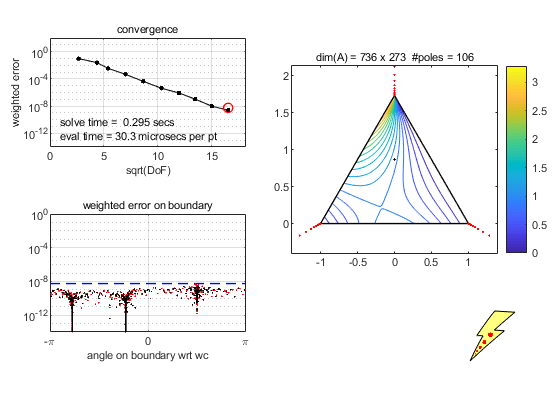 convergence
weighted error
10^0
10^-4
10^-8
10^-12
solve time = 0.295 secs
eval time = 30.3 microsecs per pt
0 5 10 15
sqrt(DoF)
weighted error on boundary
10^0
10^-4
10^-8
10^-12
-π 0 π
angle on boundary wrt wc
dim(A) = 736 x 273 #poles = 106
2
1.5
1
0.5
0
-1 -0.5 0 0.5 1
3
2.5
2
1.5
1
0.5
0